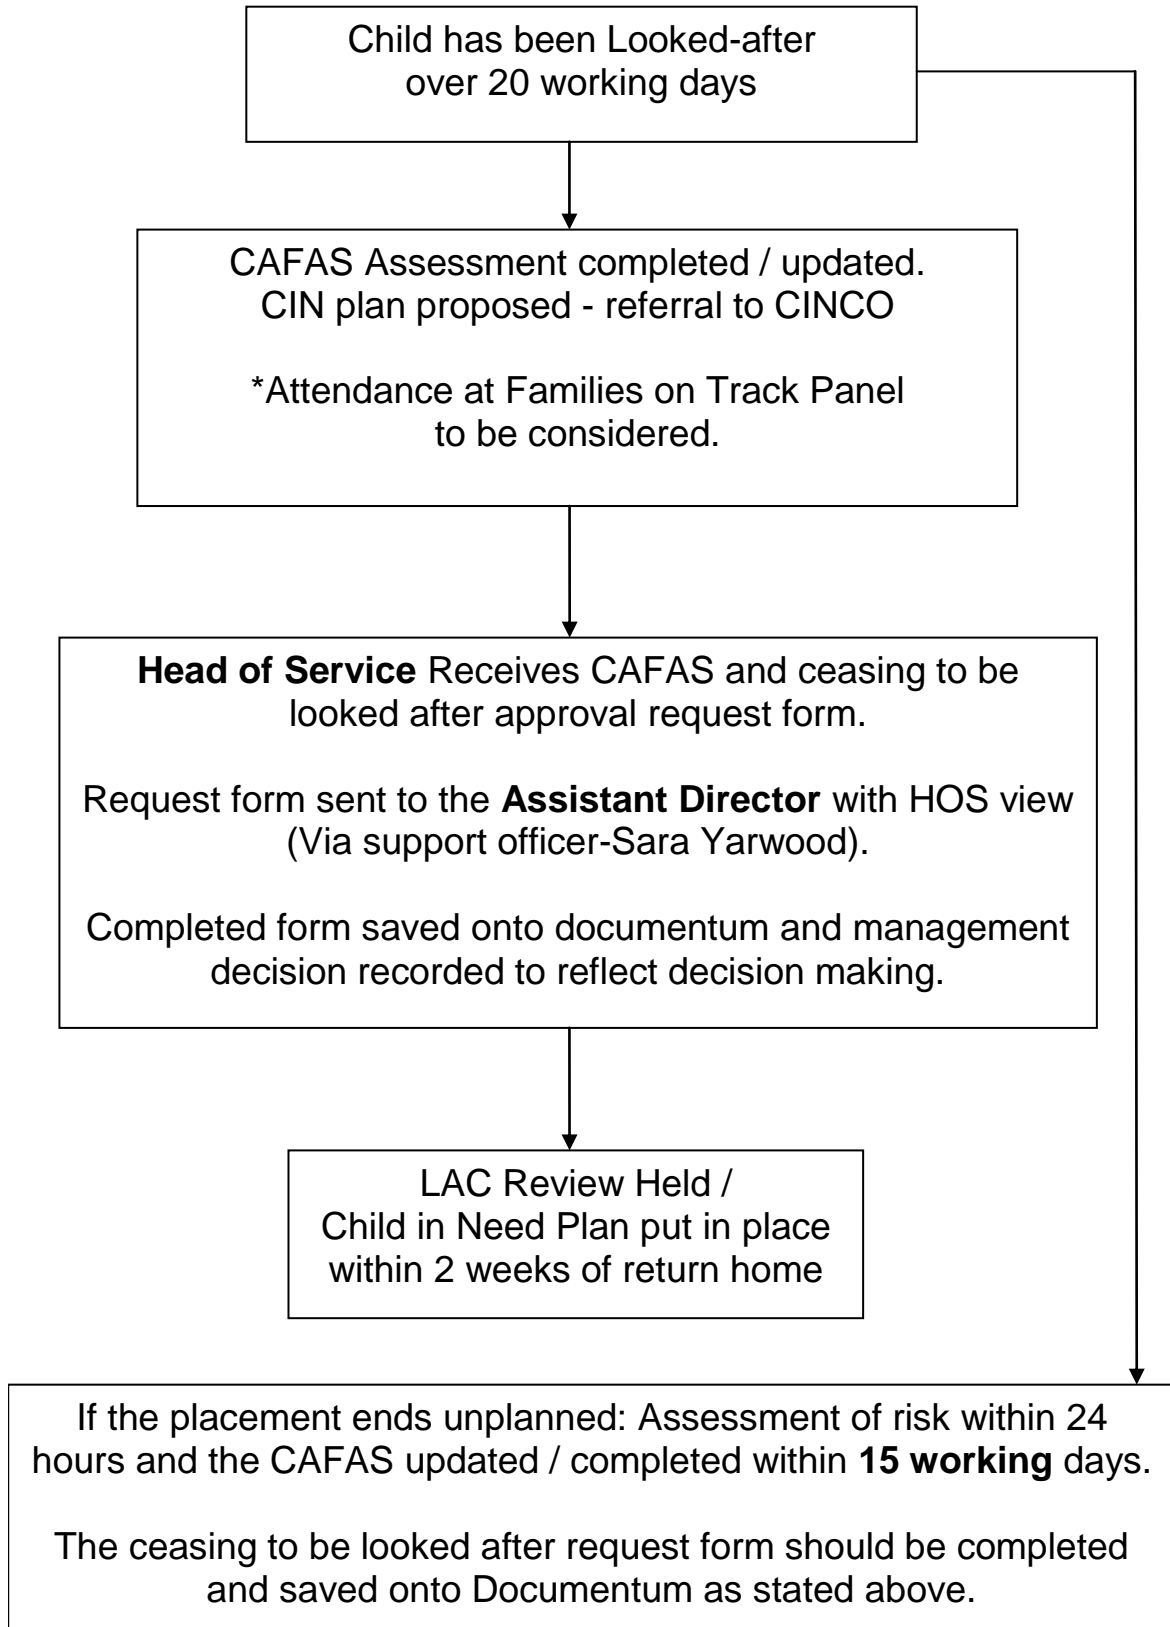 Child has been Looked-after
over 20 working days
CAFAS Assessment completed / updated.
CIN plan proposed - referral to CINCO
*Attendance at Families on Track Panel
to be considered.
Head of Service Receives CAFAS and ceasing to be
looked after approval request form.
Request form sent to the Assistant Director with HOS view
(Via support officer-Sara Yarwood).
Completed form saved onto documentum and management
decision recorded to reflect decision making.
LAC Review Held /
Child in Need Plan put in place
within 2 weeks of return home
If the placement ends unplanned: Assessment of risk within 24
hours and the CAFAS updated / completed within 15 working days.
The ceasing to be looked after request form should be completed
and saved onto Documentum as stated above.